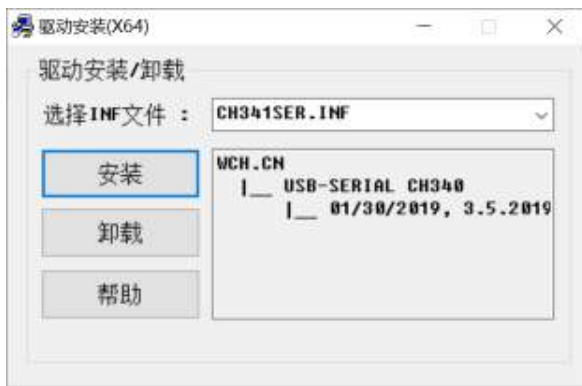 驱动安装(X64)
驱动安装/卸载
选择INF文件 :
CH341SER.INF
安装
卸载
帮助
WCH.CN
|__ USB-SERIAL CH340
|__ 01/30/2019, 3.5.2019